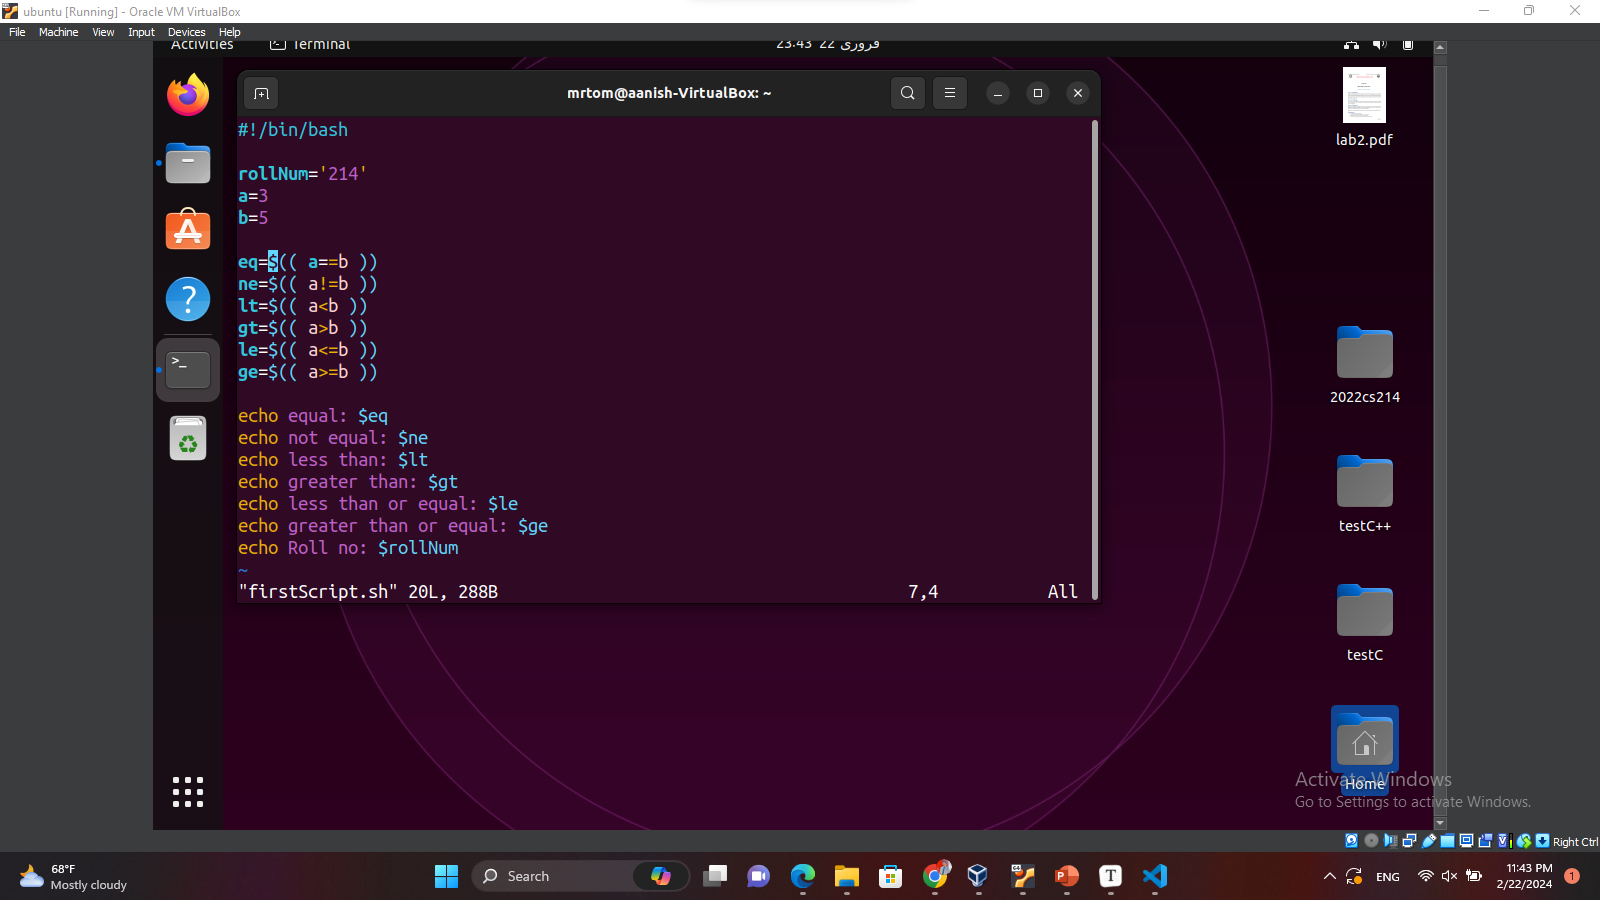 ubuntu [Running] - Oracle VM VirtualBox
File Machine View Input Devices Help
Activities Terminal 23:43 22 فروری
mrtom@aanish-VirtualBox: ~
#!/bin/bash
rollNum='214'
a=3
b=5
eq=$(( a==b ))
ne=$(( a!=b ))
lt=$(( a<b ))
gt=$(( a>b ))
le=$(( a<=b ))
ge=$(( a>=b ))
echo equal: $eq
echo not equal: $ne
echo less than: $lt
echo greater than: $gt
echo less than or equal: $le
echo greater than or equal: $ge
echo Roll no: $rollNum
~
"firstScript.sh" 20L, 288B 7,4 All
lab2.pdf
2022cs214
testC++
testC
Home
Activate Windows
Go to Settings to activate Windows.
Right Ctrl
68°F
Mostly cloudy
Search
ENG
11:43 PM
2/22/2024
1